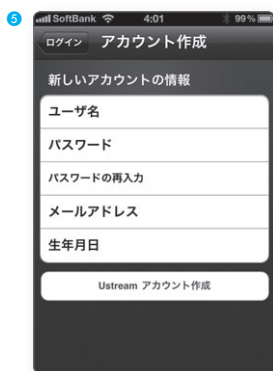 5
SoftBank 4:01 99%
ログイン アカウント作成
新しいアカウントの情報
ユーザ名
パスワード
パスワードの再入力
メールアドレス
生年月日
Ustream アカウント作成